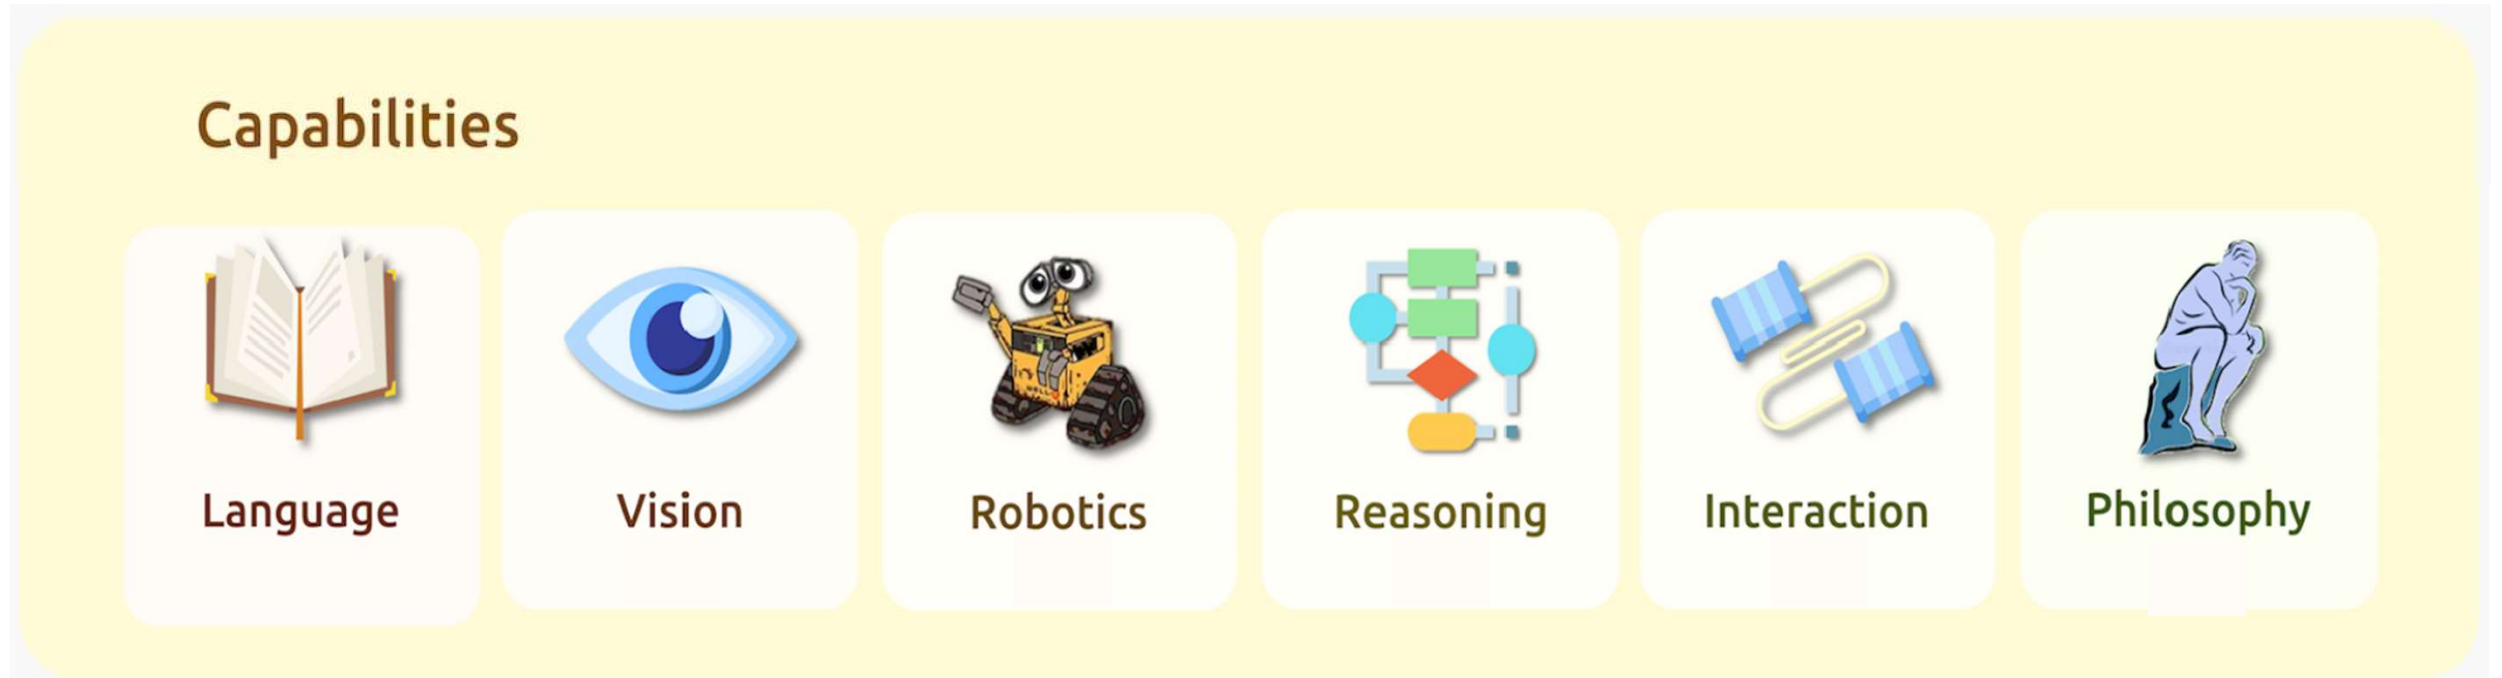 Capabilities
Language
Vision
Robotics
Reasoning
Interaction
Philosophy